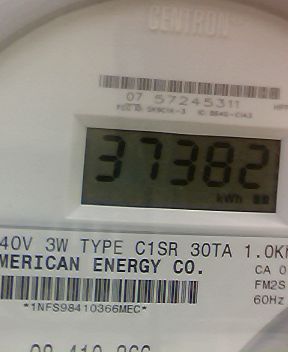 CENTRON
07 57245311
37382
kWh
40V 3W TYPE C1SR 30TA 1.0K
MERICAN ENERGY CO.
CA 0
FM2S
60Hz
*1NFS98410366MEC*